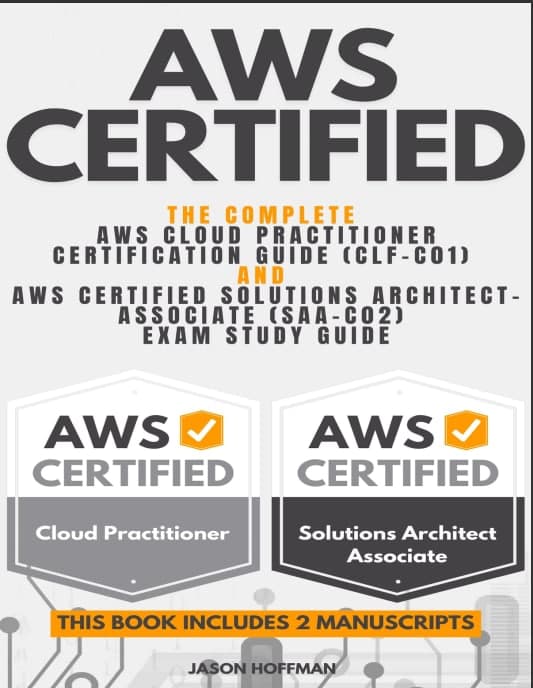 AWS
CERTIFIED
THE COMPLETE
AWS CLOUD PRACTITIONER
CERTIFICATION GUIDE (CLF-C01)
AND
AWS CERTIFIED SOLUTIONS ARCHITECT-
ASSOCIATE (SAA-C02)
EXAM STUDY GUIDE
AWS
CERTIFIED
Cloud Practitioner
AWS
CERTIFIED
Solutions Architect
Associate
THIS BOOK INCLUDES 2 MANUSCRIPTS
JASON HOFFMAN